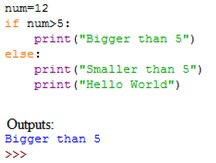 num=12
if num>5:
    print("Bigger than 5")
else:
    print("Smaller than 5")
    print("Hello World")
Outputs:
Bigger than 5
>>>